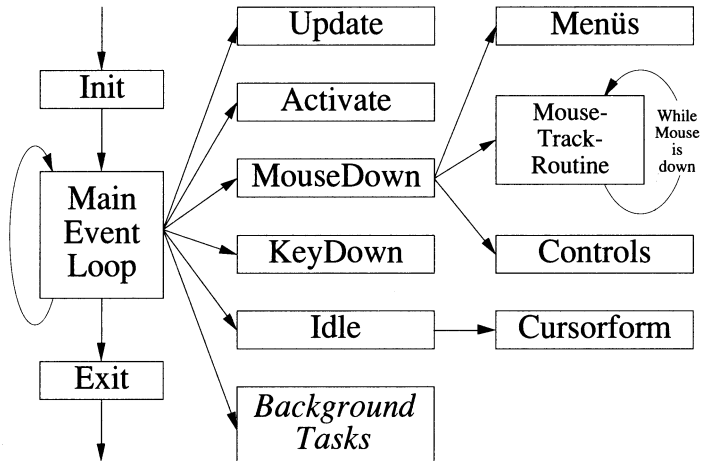 Init
Main
Event
Loop
Exit
Update
Activate
MouseDown
KeyDown
Idle
Background
Tasks
Menüs
Mouse-
Track-
Routine
While
Mouse
is
down
Controls
Cursorform